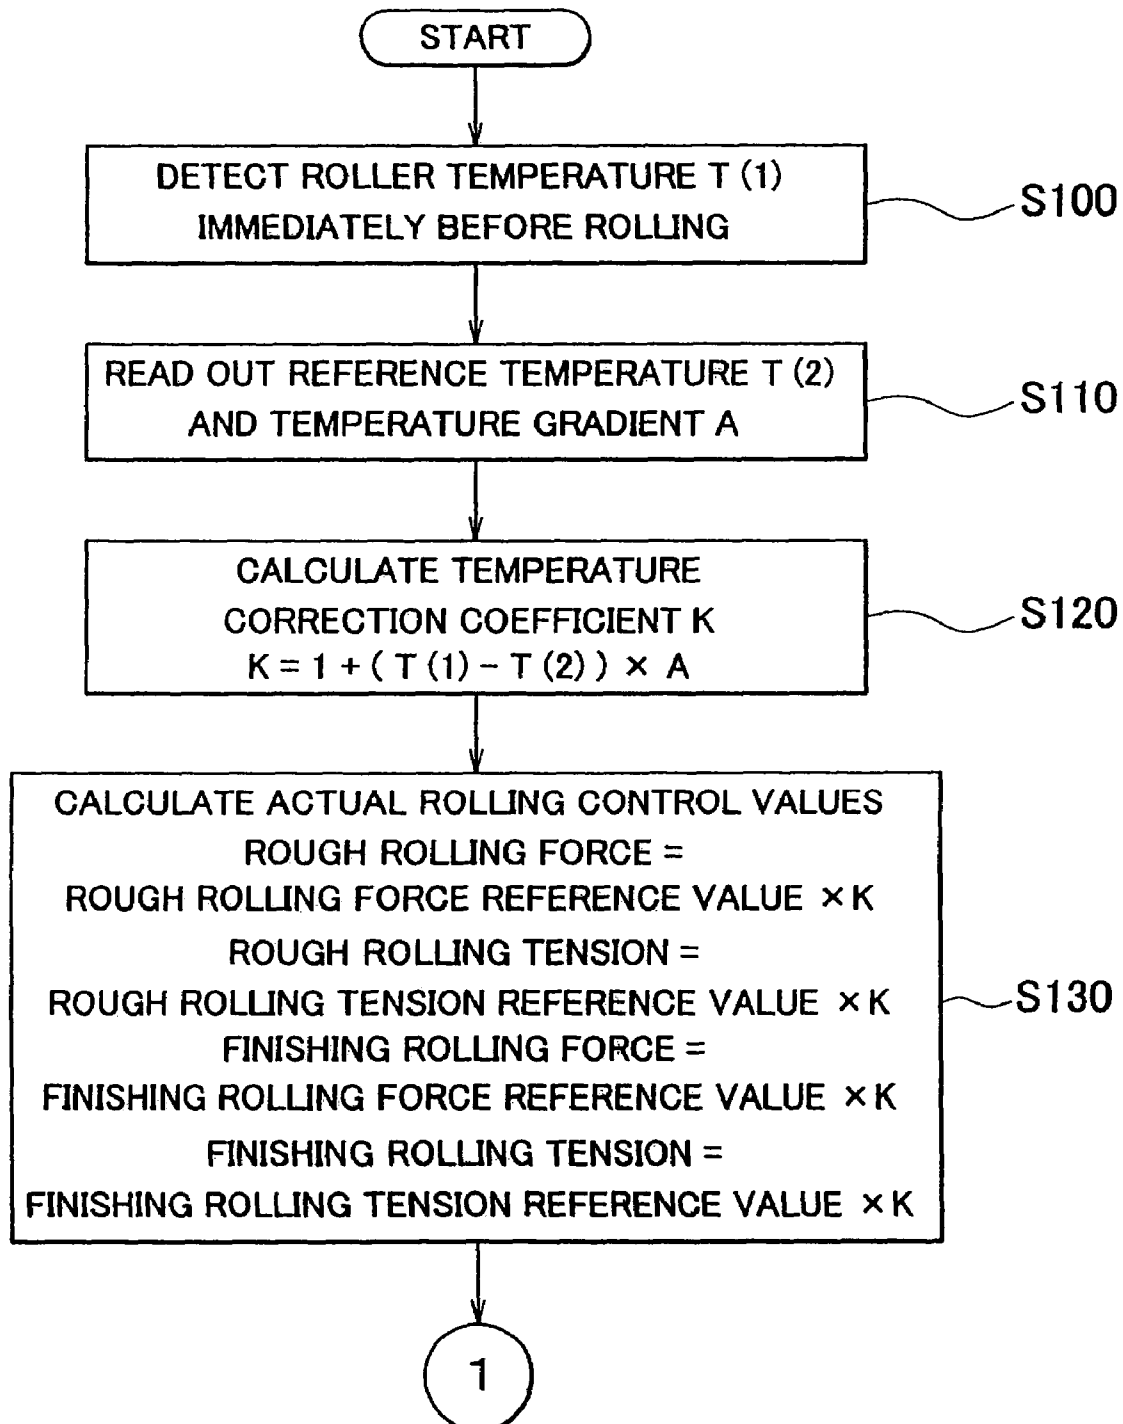 START
DETECT ROLLER TEMPERATURE T (1)
IMMEDIATELY BEFORE ROLLING
S100
READ OUT REFERENCE TEMPERATURE T (2)
AND TEMPERATURE GRADIENT A
S110
CALCULATE TEMPERATURE
CORRECTION COEFFICIENT K
K = 1 + ( T (1) - T (2) ) × A
S120
CALCULATE ACTUAL ROLLING CONTROL VALUES
ROUGH ROLLING FORCE =
ROUGH ROLLING FORCE REFERENCE VALUE × K
ROUGH ROLLING TENSION =
ROUGH ROLLING TENSION REFERENCE VALUE × K
FINISHING ROLLING FORCE =
FINISHING ROLLING FORCE REFERENCE VALUE × K
FINISHING ROLLING TENSION =
FINISHING ROLLING TENSION REFERENCE VALUE × K
S130
1